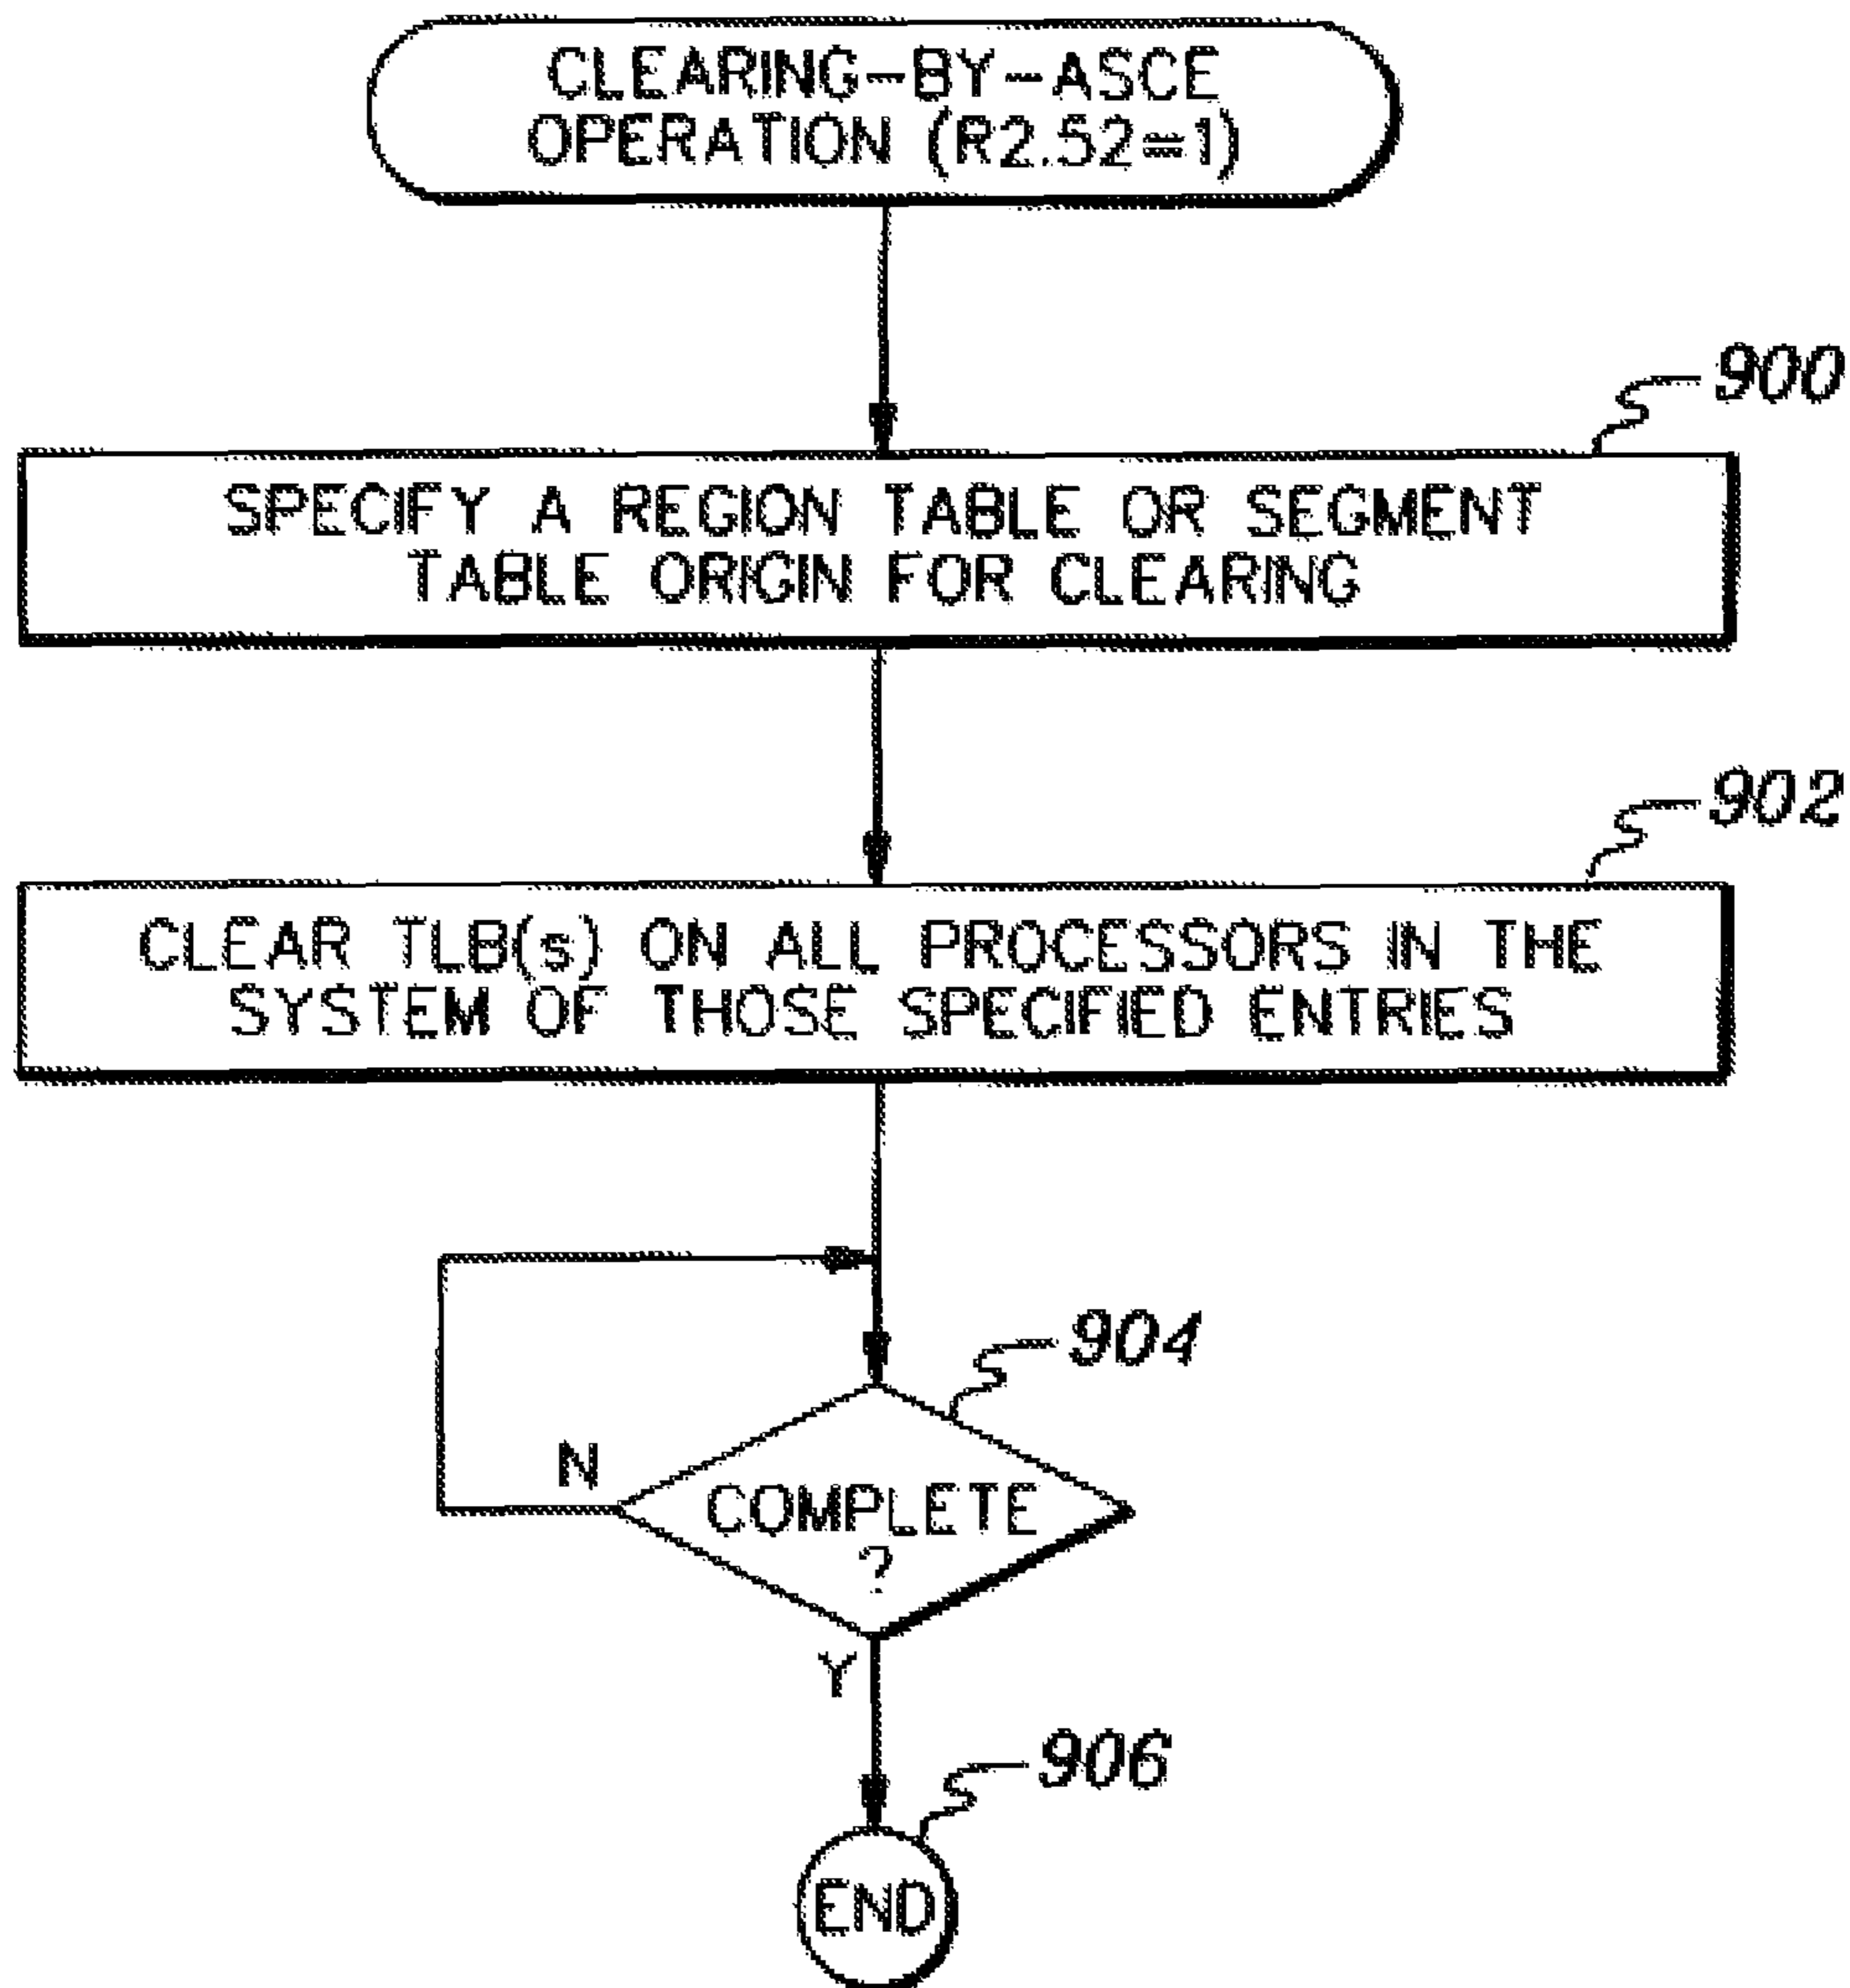 CLEARING-BY-ASCE
OPERATION (R2.52=1)
900
SPECIFY A REGION TABLE OR SEGMENT
TABLE ORIGIN FOR CLEARING
902
CLEAR TLB(s) ON ALL PROCESSORS IN THE
SYSTEM OF THOSE SPECIFIED ENTRIES
904
N
COMPLETE
?
Y
906
END